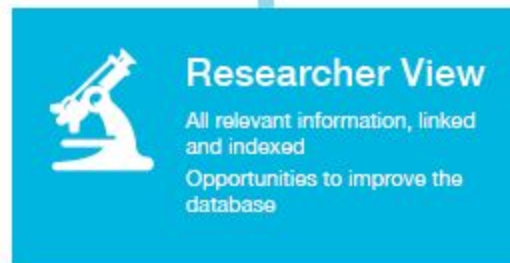 Researcher View
All relevant information, linked
and indexed
Opportunities to improve the
database